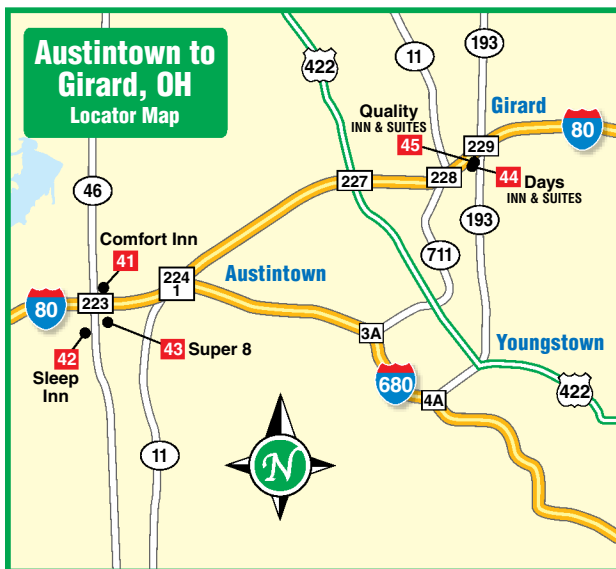 Austintown to
Girard, OH
Locator Map
422
11
193
Quality
INN & SUITES
45
Girard
80
229
228
44 Days
INN & SUITES
227
46
193
711
Comfort Inn
41
224
1
Austintown
80
223
42
Sleep
Inn
43 Super 8
3A
Youngstown
680
4A
422
11
N